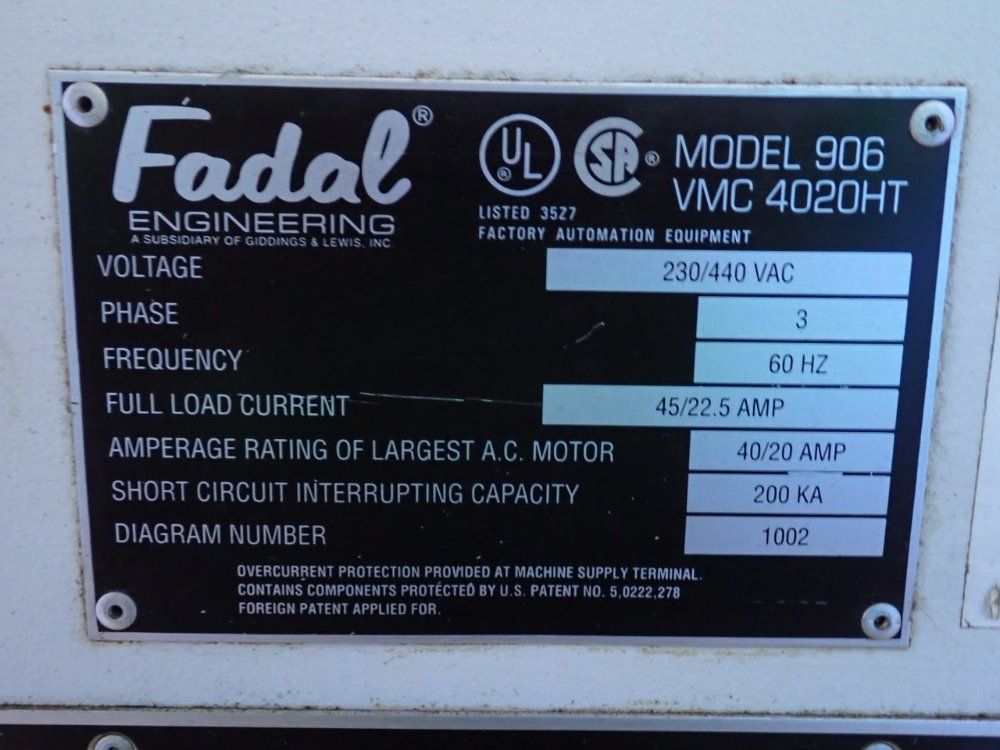 Fadal®
ENGINEERING
A SUBSIDIARY OF GIDDINGS & LEWIS, INC.
UL ®
LISTED 35Z7
FACTORY AUTOMATION EQUIPMENT
SA ®
MODEL 906
VMC 4020HT
VOLTAGE 230/440 VAC
PHASE 3
FREQUENCY 60 HZ
FULL LOAD CURRENT 45/22.5 AMP
AMPERAGE RATING OF LARGEST A.C. MOTOR 40/20 AMP
SHORT CIRCUIT INTERRUPTING CAPACITY 200 KA
DIAGRAM NUMBER 1002
OVERCURRENT PROTECTION PROVIDED AT MACHINE SUPPLY TERMINAL.
CONTAINS COMPONENTS PROTECTED BY U.S. PATENT NO. 5,0222,278
FOREIGN PATENT APPLIED FOR.